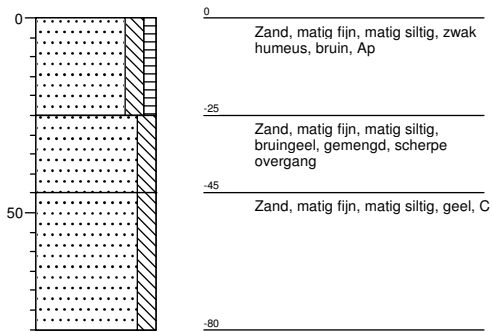 0
0
Zand, matig fijn, matig siltig, zwak
humeus, bruin, Ap
-25
Zand, matig fijn, matig siltig,
bruingeel, gemengd, scherpe
overgang
-45
Zand, matig fijn, matig siltig, geel, C
50
-80